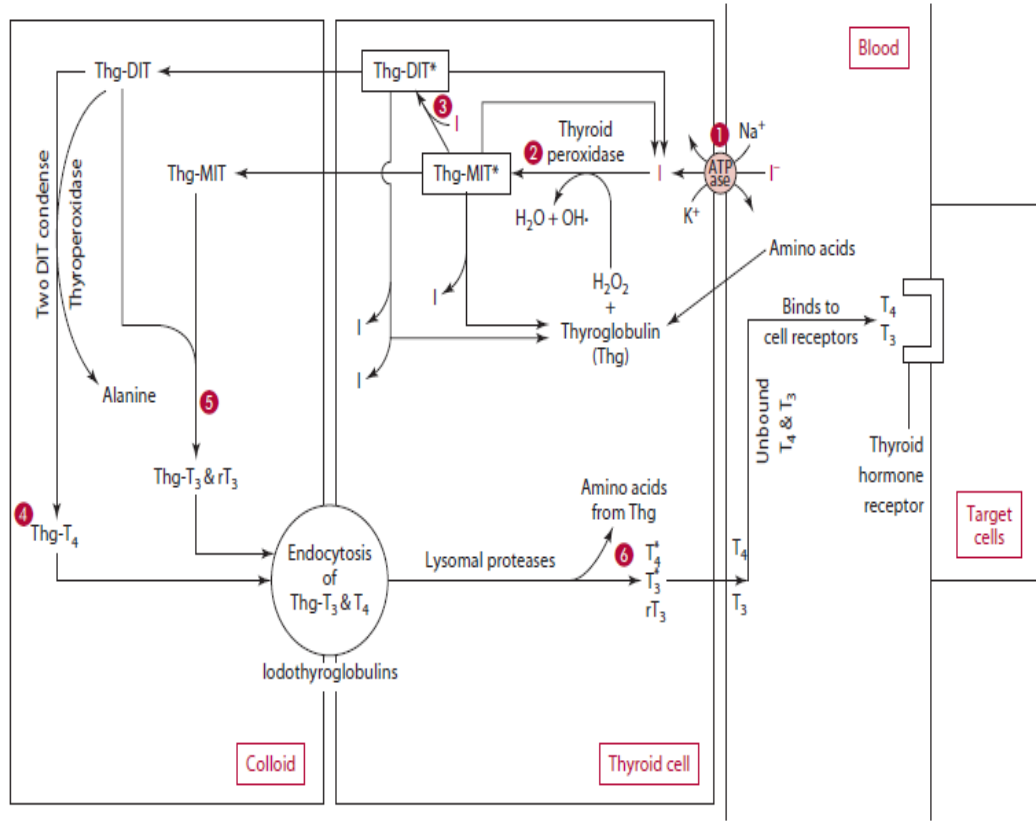 Blood
Thg-DIT
Thg-DIT*
3
I
Thyroid
peroxidase
2
1
Na⁺
ATP
ase
I⁻
I
K⁺
Thg-MIT
Thg-MIT*
H₂O + OH•
Two DIT condense
Thyroperoxidase
Amino acids
H₂O₂
+
Thyroglobulin
(Thg)
I
I
I
Binds to
cell receptors
T₄
T₃
Alanine
5
Unbound
T₄ & T₃
Thyroid
hormone
receptor
Thg-T₃ & rT₃
Amino acids
from Thg
Target
cells
4
Thg-T₄
Endocytosis
of
Thg-T₃ & T₄
Lysomal proteases
6
T₄*
T₃*
rT₃
T₄
T₃
Iodothyroglobulins
Colloid
Thyroid cell